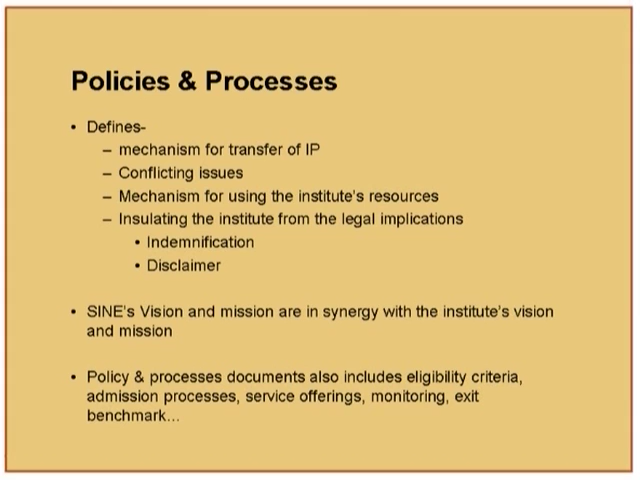 Policies & Processes
• Defines-
– mechanism for transfer of IP
– Conflicting issues
– Mechanism for using the institute's resources
– Insulating the institute from the legal implications
• Indemnification
• Disclaimer
• SINE's Vision and mission are in synergy with the institute's vision
and mission
• Policy & processes documents also includes eligibility criteria,
admission processes, service offerings, monitoring, exit
benchmark...